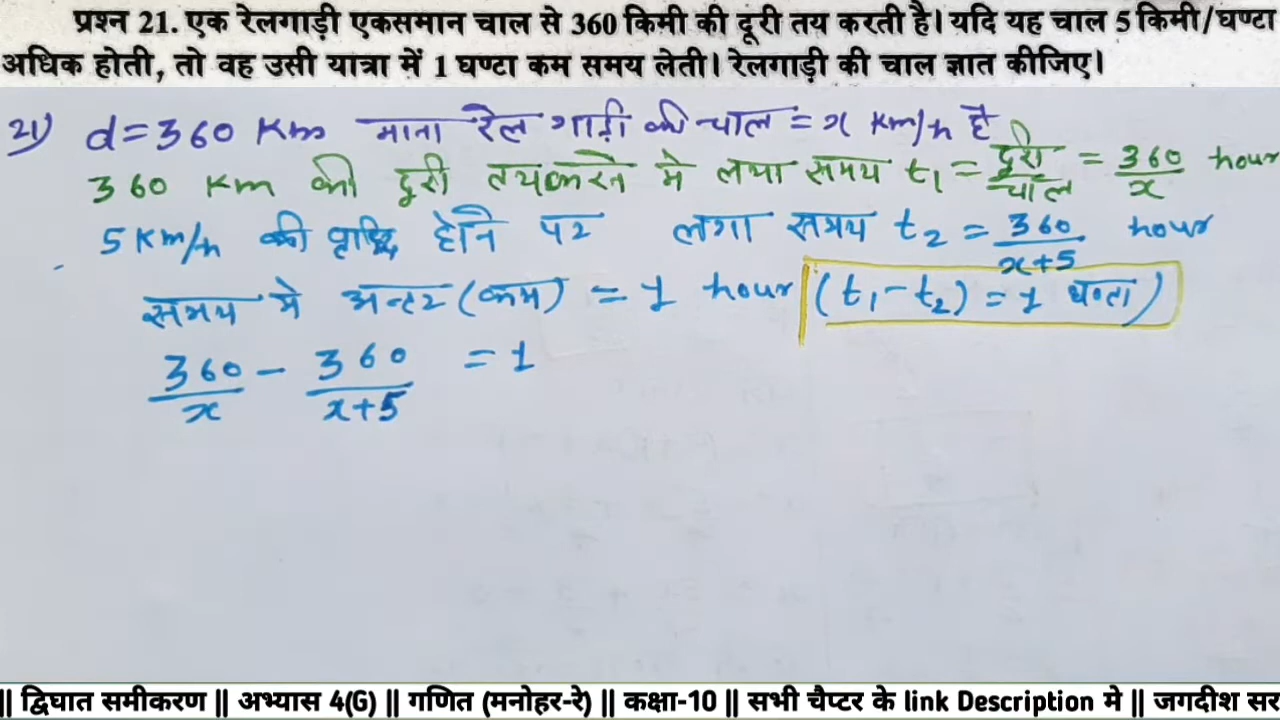 प्रश्न 21. एक रेलगाड़ी एकसमान चाल से 360 किमी की दूरी तय करती है। यदि यह चाल 5 किमी/घण्टा
अधिक होती, तो वह उसी यात्रा में 1 घण्टा कम समय लेती। रेलगाड़ी की चाल ज्ञात कीजिए।
21) d = 360 Km माना रेल गाड़ी की चाल = x km/h है
360 Km की दूरी तय करने मे लगा समय t₁ = दूरी/चाल = 360/x hour
5 Km/h की वृद्धि होने पर लगा समय t₂ = 360/x+5 hour
समय मे अन्तर (कम) = 1 hour (t₁ - t₂) = 1 घण्टा)
360/x - 360/x+5 = 1
|| द्विघात समीकरण || अभ्यास 4(G) || गणित (मनोहर-रे) || कक्षा-10 || सभी चैप्टर के link Description मे || जगदीश सर